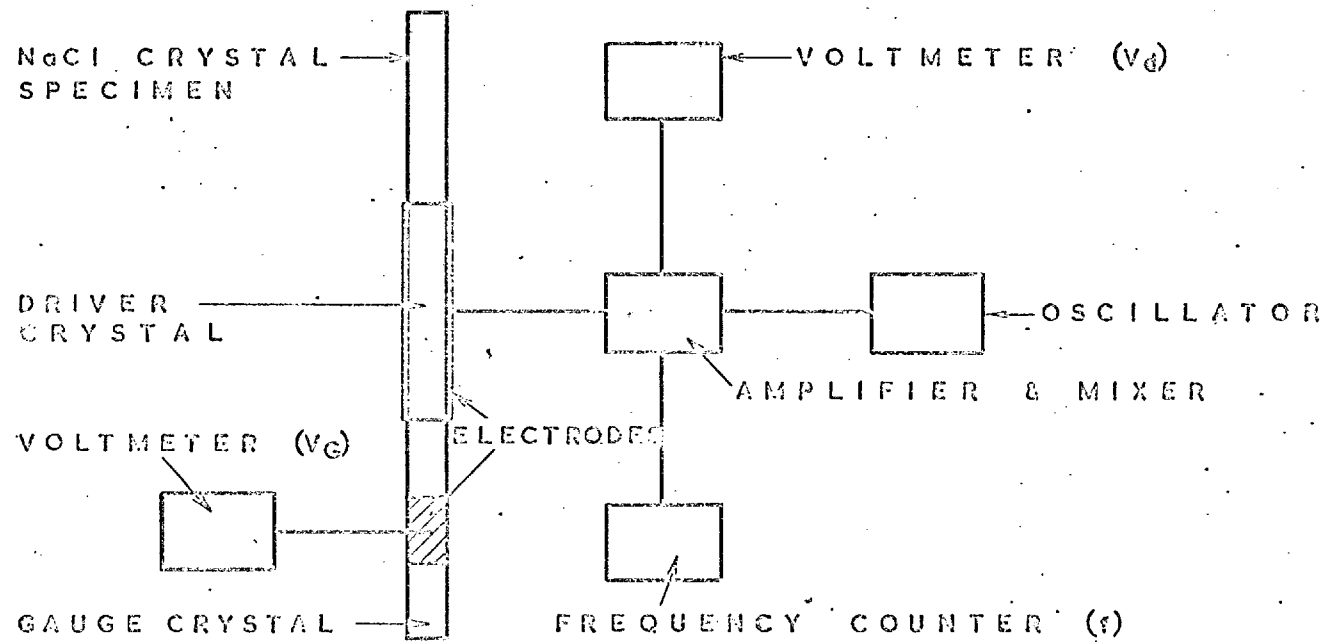 NaCl CRYSTAL
SPECIMEN
VOLTMETER (Vd)
DRIVER
CRYSTAL
OSCILLATOR
AMPLIFIER & MIXER
ELECTRODES
VOLTMETER (VG)
GAUGE CRYSTAL
FREQUENCY COUNTER (f)